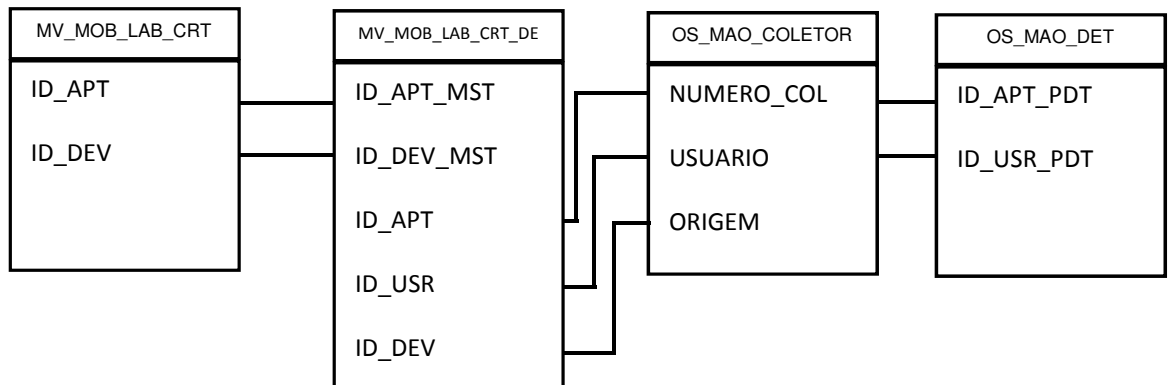 MV_MOB_LAB_CRT
ID_APT
ID_DEV
MV_MOB_LAB_CRT_DE
ID_APT_MST
ID_DEV_MST
ID_APT
ID_USR
ID_DEV
OS_MAO_COLETOR
NUMERO_COL
USUARIO
ORIGEM
OS_MAO_DET
ID_APT_PDT
ID_USR_PDT